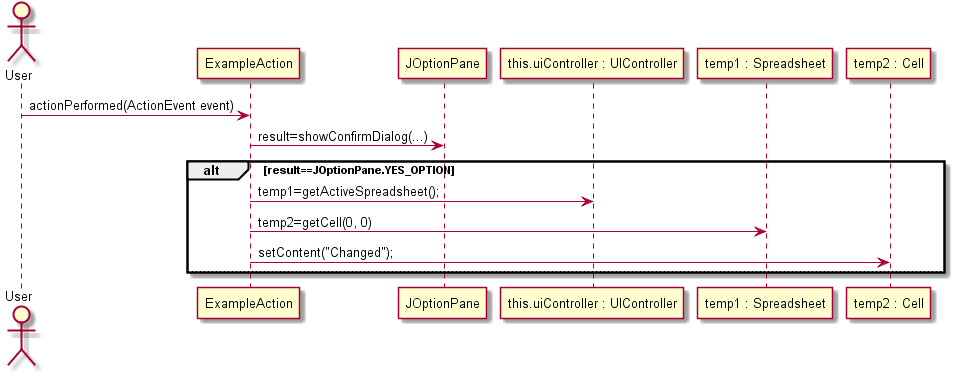 User
ExampleAction
JOptionPane
this.uiController : UIController
temp1 : Spreadsheet
temp2 : Cell
actionPerformed(ActionEvent event)
result=showConfirmDialog(...)
alt
[result==JOptionPane.YES_OPTION]
temp1=getActiveSpreadsheet();
temp2=getCell(0, 0)
setContent("Changed");
User
ExampleAction
JOptionPane
this.uiController : UIController
temp1 : Spreadsheet
temp2 : Cell